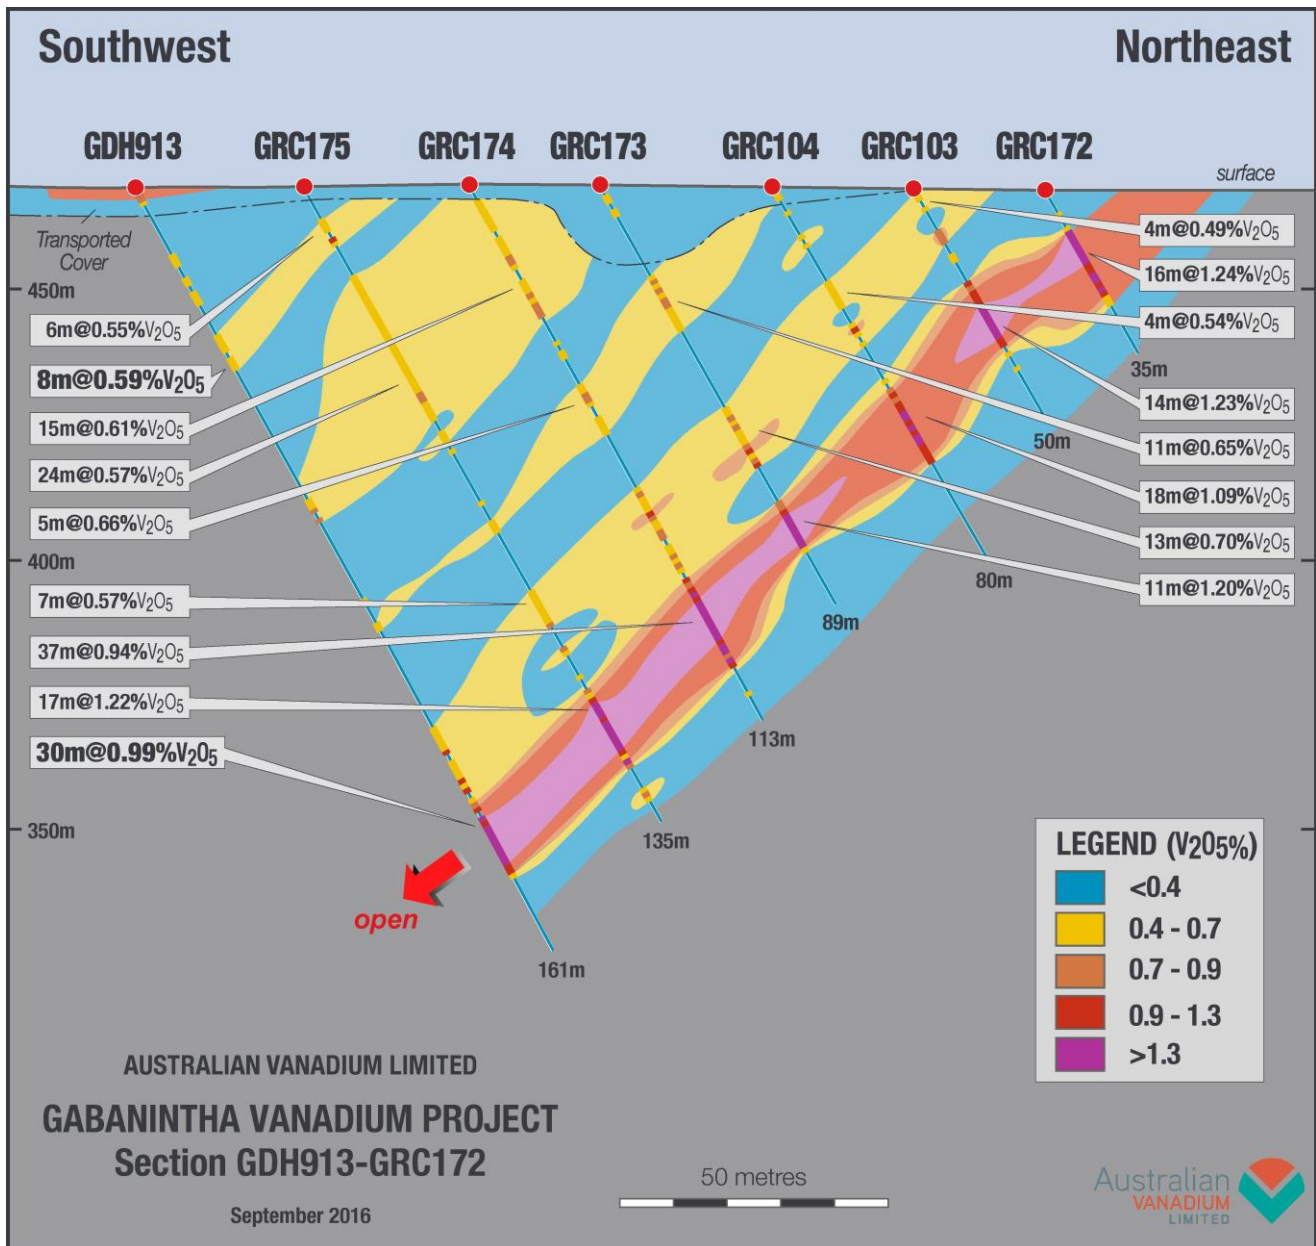 Southwest
Northeast
GDH913
GRC175
GRC174
GRC173
GRC104
GRC103
GRC172
surface
Transported
Cover
450m
400m
350m
6m@0.55%V₂O₅
8m@0.59%V₂O₅
15m@0.61%V₂O₅
24m@0.57%V₂O₅
5m@0.66%V₂O₅
7m@0.57%V₂O₅
37m@0.94%V₂O₅
17m@1.22%V₂O₅
30m@0.99%V₂O₅
4m@0.49%V₂O₅
16m@1.24%V₂O₅
4m@0.54%V₂O₅
14m@1.23%V₂O₅
11m@0.65%V₂O₅
18m@1.09%V₂O₅
13m@0.70%V₂O₅
11m@1.20%V₂O₅
35m
50m
80m
89m
113m
135m
161m
open
LEGEND (V₂O₅%)
<0.4
0.4 - 0.7
0.7 - 0.9
0.9 - 1.3
>1.3
AUSTRALIAN VANADIUM LIMITED
GABANINTHA VANADIUM PROJECT
Section GDH913-GRC172
September 2016
50 metres
Australian
VANADIUM
LIMITED